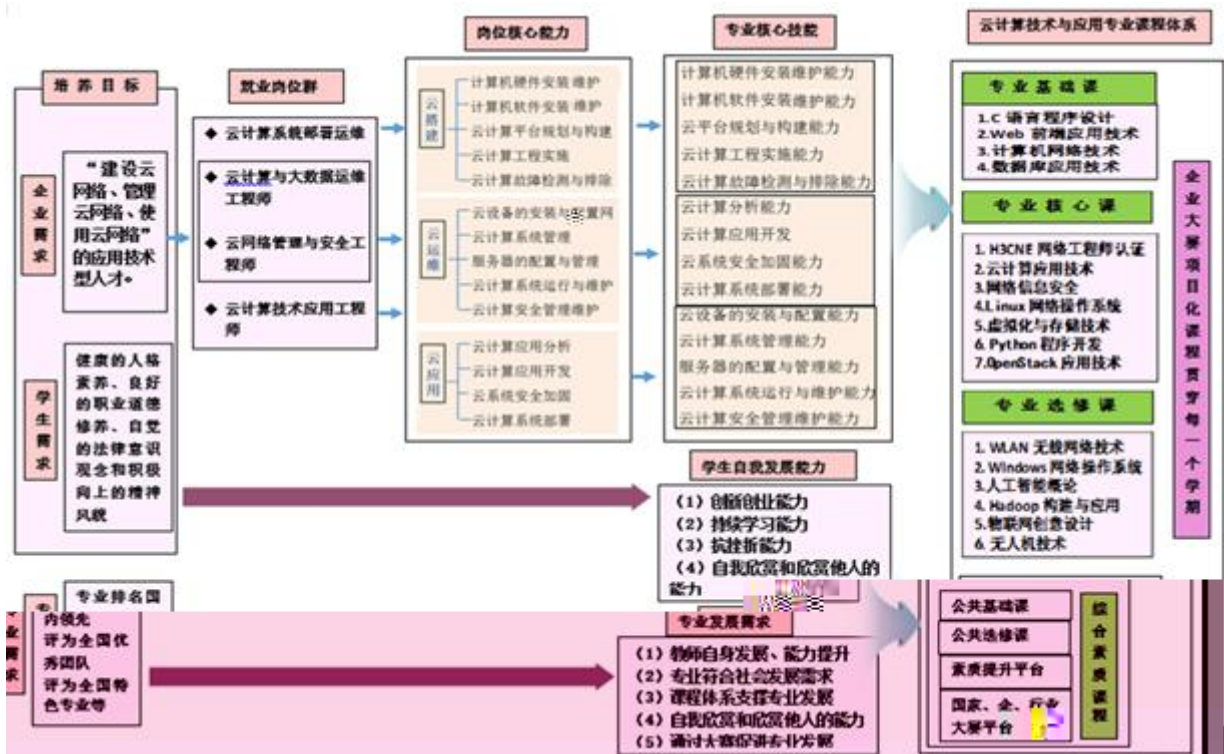 培养目标
企业需求
“建设云
网络、管理
云网络、使
用云网络”
的应用技术
型人才。
学生需求
健康的人格
素养、良好
的职业道德
修养、自觉
的法律意识
观念和积极
向上的精神
风貌
就业岗位群
◆ 云计算系统部署运维
◆ 云计算与大数据运维
工程师
◆ 云网络管理与安全工
程师
◆ 云计算技术应用工程
师
岗位核心能力
云搭建
计算机硬件安装维护
计算机软件安装 维护
云计算平台规划与构建
云计算工程实施
云计算故障检测与排除
云运维
云设备的安装与配置网
云计算系统管理
服务器的配置与管理
云计算系统运行与维护
云计算安全管理维护
云应用
云计算应用分析
云计算应用开发
云系统安全加固
云计算系统部署
专业核心技能
计算机硬件安装维护能力
计算机软件安装维护能力
云平台规划与构建能力
云计算工程实施能力
云计算故障检测与排除能力
云计算分析能力
云计算应用开发
云系统安全加固能力
云计算系统部署能力
云设备的安装与配置能力
云计算系统管理能力
服务器的配置与管理能力
云计算系统运行与维护能力
云计算安全管理维护能力
学生自我发展能力
（1）创新创业能力
（2）持续学习能力
（3）抗挫折能力
（4）自我欣赏和欣赏他人的
能力
云计算技术与应用专业课程体系
专业基础课
1.C 语言程序设计
2.Web 前端应用技术
3.计算机网络技术
4.数据库应用技术
专业核心课
1. H3CNE 网络工程师认证
2.云计算应用技术
3.网络信息安全
4.Linux 网络操作系统
5.虚拟化与存储技术
6. Python 程序开发
7.OpenStack 应用技术
专业选修课
1. WLAN 无线网络技术
2. Windows 网络操作系统
3.人工智能概论
4. Hadoop 构建与应用
5.物联网创意设计
6. 无人机技术
企业大赛项目化课程贯穿每一个学期
专业需求
专业排名国
内领先
评为全国优
秀团队
评为全国特
色专业等
专业发展需求
（1）教师自身发展、能力提升
（2）专业符合社会发展需求
（3）课程体系支撑专业发展
（4）自我欣赏和欣赏他人的能力
（5）通过大赛促进专业发展
公共基础课
公共选修课
素质提升平台
国家、企、行业
大赛平台
综合素质课程